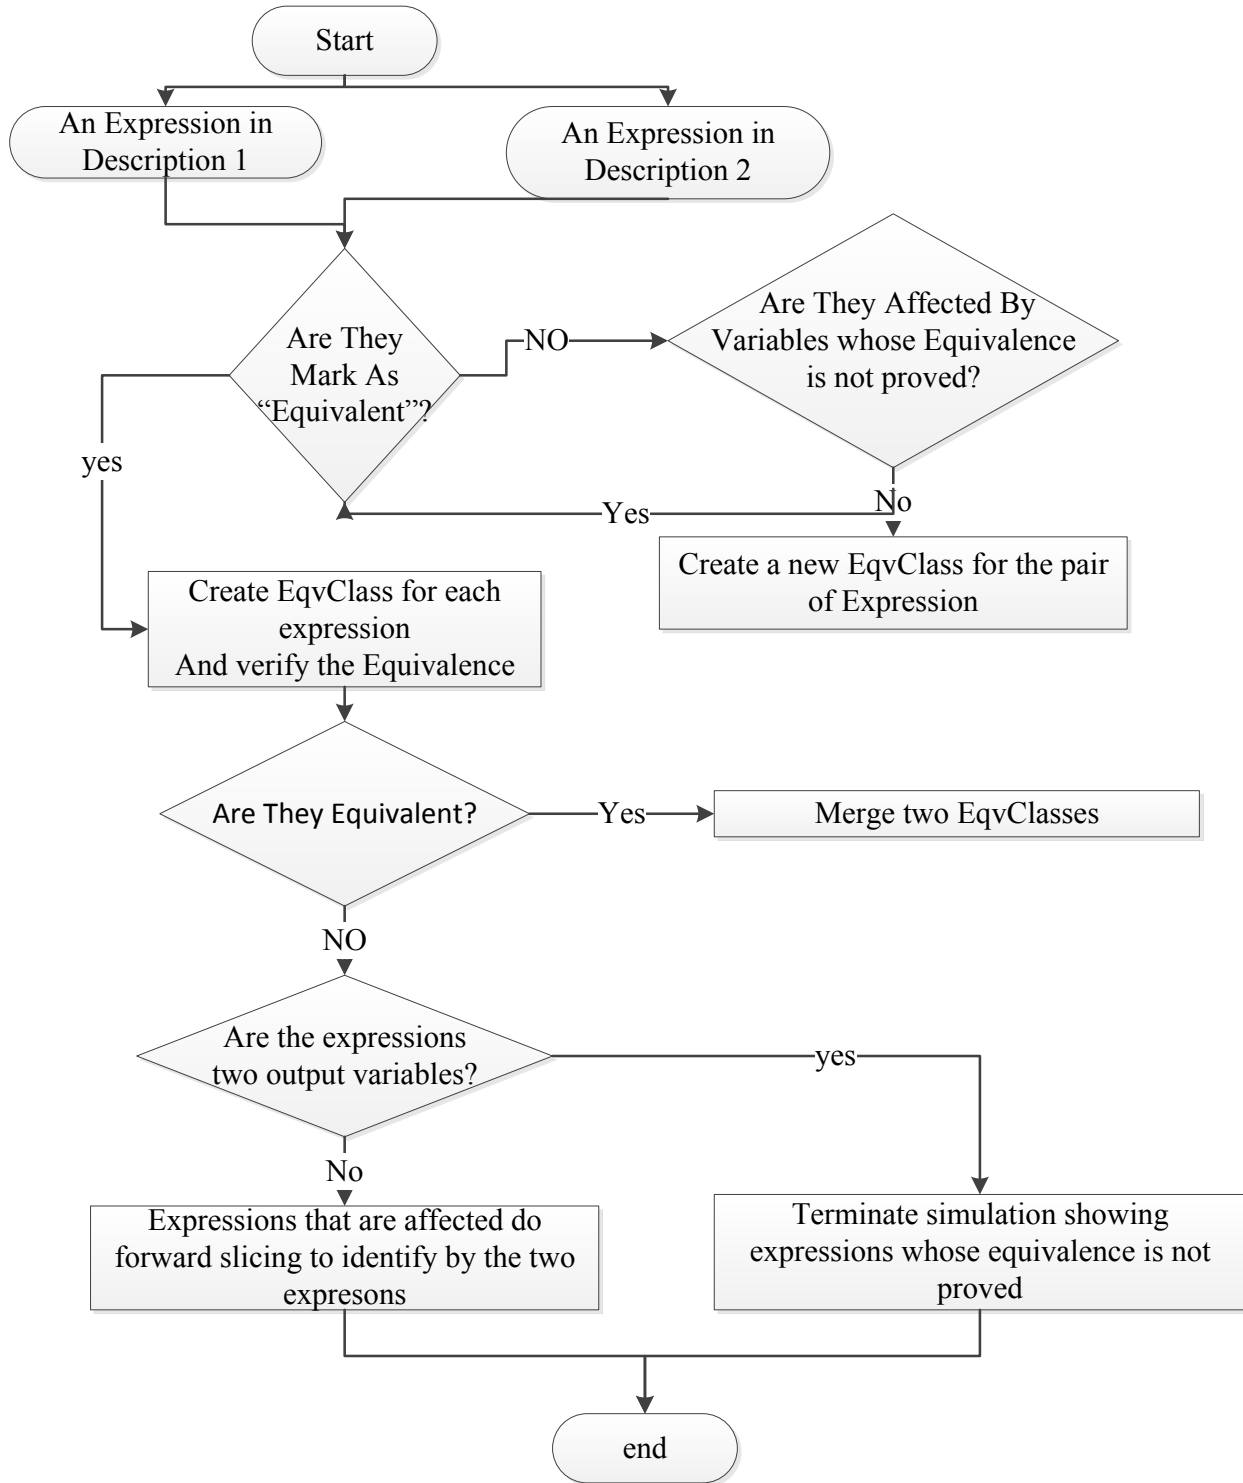 Start
An Expression in
Description 1
An Expression in
Description 2
Are They
Mark As
“Equivalent”?
NO
Are They Affected By
Variables whose Equivalence
is not proved?
yes
Yes
No
Create a new EqvClass for the pair
of Expression
Create EqvClass for each
expression
And verify the Equivalence
Are They Equivalent?
Yes
Merge two EqvClasses
NO
Are the expressions
two output variables?
yes
No
Expressions that are affected do
forward slicing to identify by the two
expresons
Terminate simulation showing
expressions whose equivalence is not
proved
end